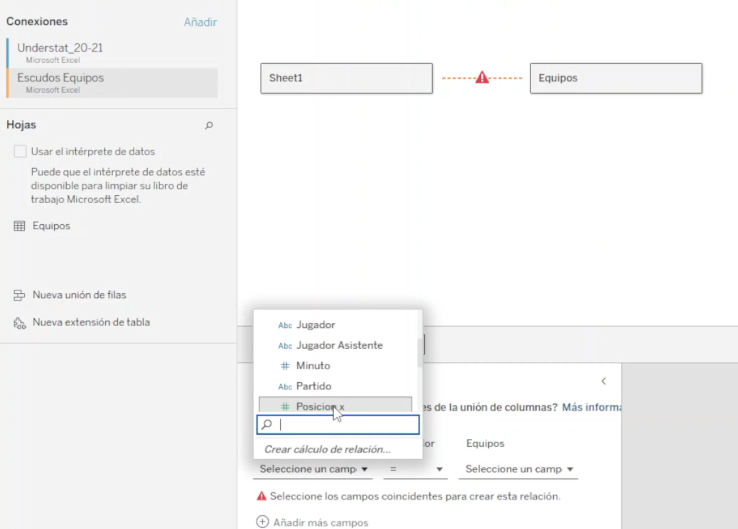 Conexiones
Añadir
Understat_20-21
Microsoft Excel
Escudos Equipos
Microsoft Excel
Hojas
Usar el intérprete de datos
Puede que el intérprete de datos esté
disponible para limpiar su libro de
trabajo Microsoft Excel.
Equipos
Nueva unión de filas
Nueva extensión de tabla
Sheet1
Equipos
Abc Jugador
Abc Jugador Asistente
# Minuto
Abc Partido
# Posicion x
es de la unión de columnas? Más informa
Crear cálculo de relación...
or
Equipos
Seleccione un camp
=
Seleccione un camp
Seleccione los campos coincidentes para crear esta relación.
Añadir más campos